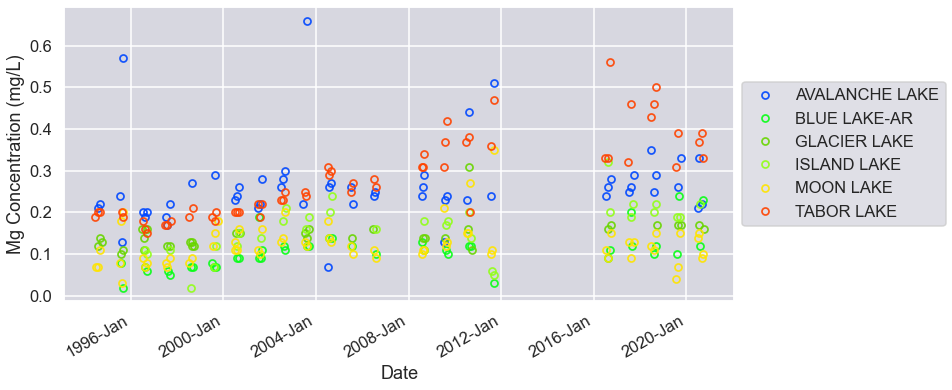 Mg Concentration (mg/L)
0.6
0.5
0.4
0.3
0.2
0.1
0.0
1996-Jan
2000-Jan
2004-Jan
2008-Jan
2012-Jan
2016-Jan
2020-Jan
Date
AVALANCHE LAKE
BLUE LAKE-AR
GLACIER LAKE
ISLAND LAKE
MOON LAKE
TABOR LAKE